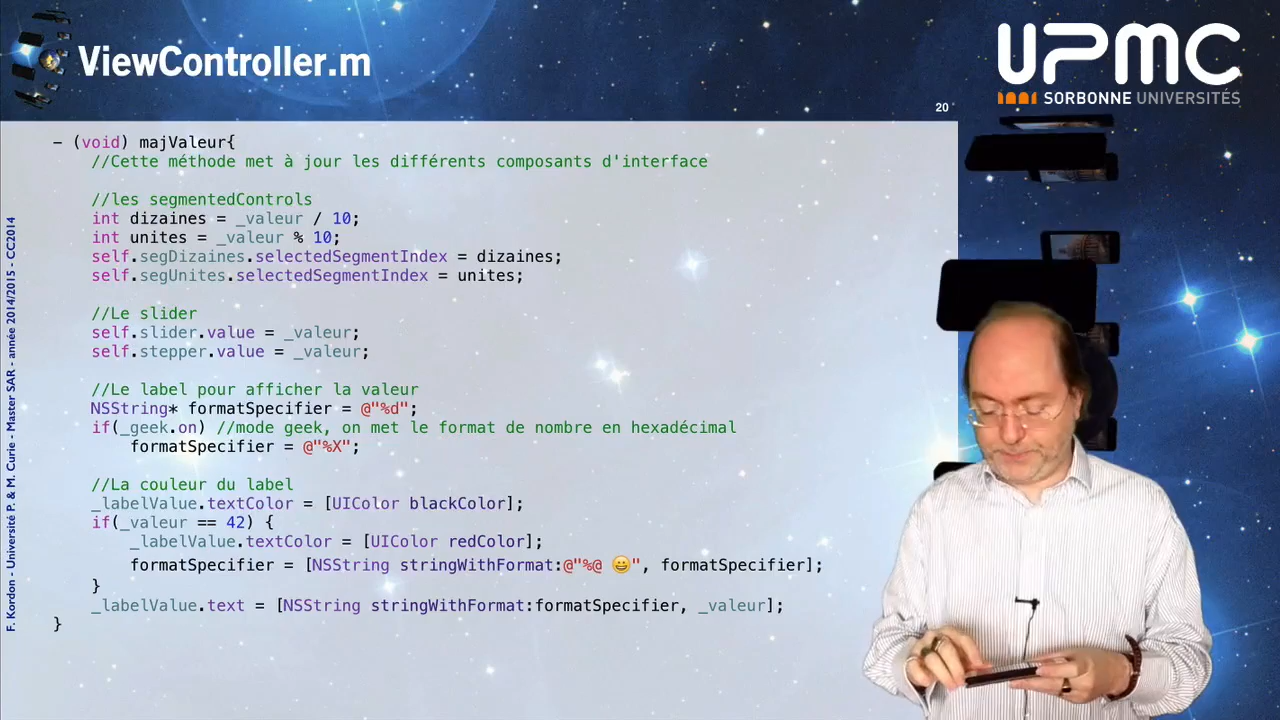 ViewController.m
UPMC
SORBONNE UNIVERSITÉS
20
- (void) majValeur{
//Cette méthode met à jour les différents composants d'interface
//les segmentedControls
int dizaines = _valeur / 10;
int unites = _valeur % 10;
self.segDizaines.selectedSegmentIndex = dizaines;
self.segUnites.selectedSegmentIndex = unites;
//Le slider
self.slider.value = _valeur;
self.stepper.value = _valeur;
//Le label pour afficher la valeur
NSString* formatSpecifier = @"%d";
if(_geek.on) //mode geek, on met le format de nombre en hexadécimal
formatSpecifier = @"%X";
//La couleur du label
_labelValue.textColor = [UIColor blackColor];
if(_valeur == 42) {
_labelValue.textColor = [UIColor redColor];
formatSpecifier = [NSString stringWithFormat:@"%@ 😀", formatSpecifier];
}
_labelValue.text = [NSString stringWithFormat:formatSpecifier, _valeur];
}
F. Kordon - Université P. & M. Curie - Master SAR - année 2014/2015 - CC2014